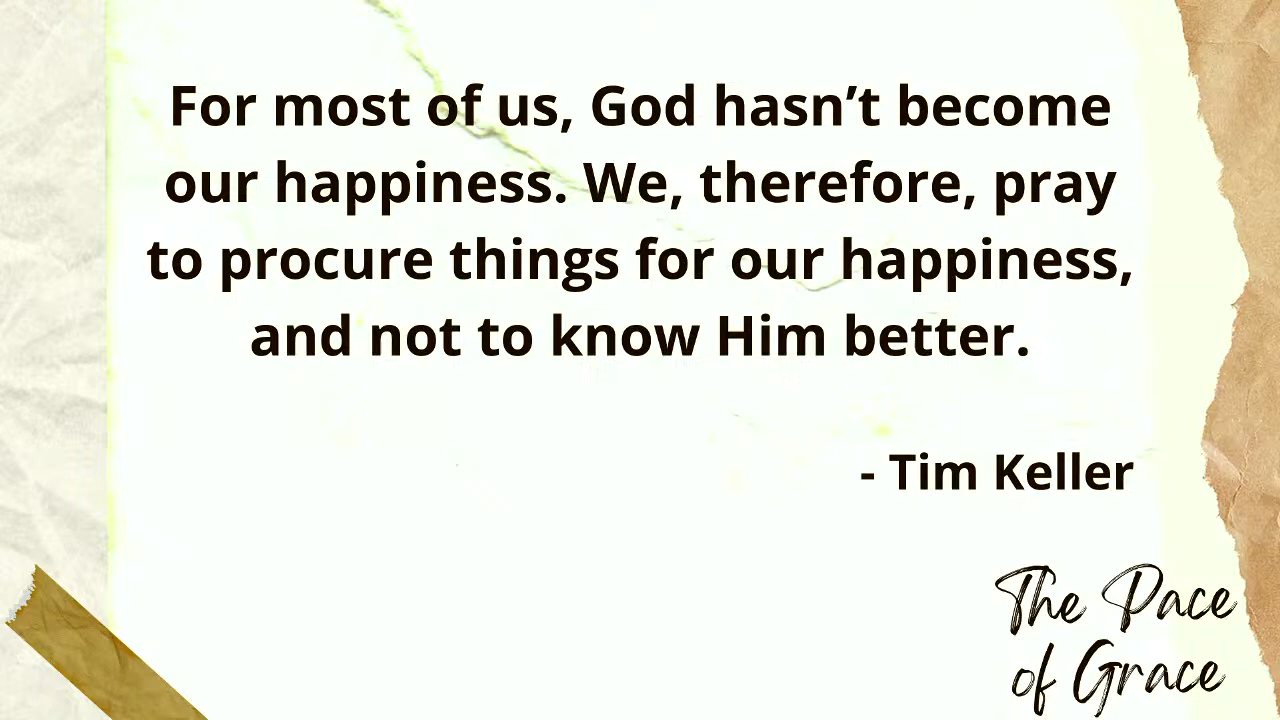 For most of us, God hasn’t become
our happiness. We, therefore, pray
to procure things for our happiness,
and not to know Him better.
- Tim Keller
The Pace
of Grace